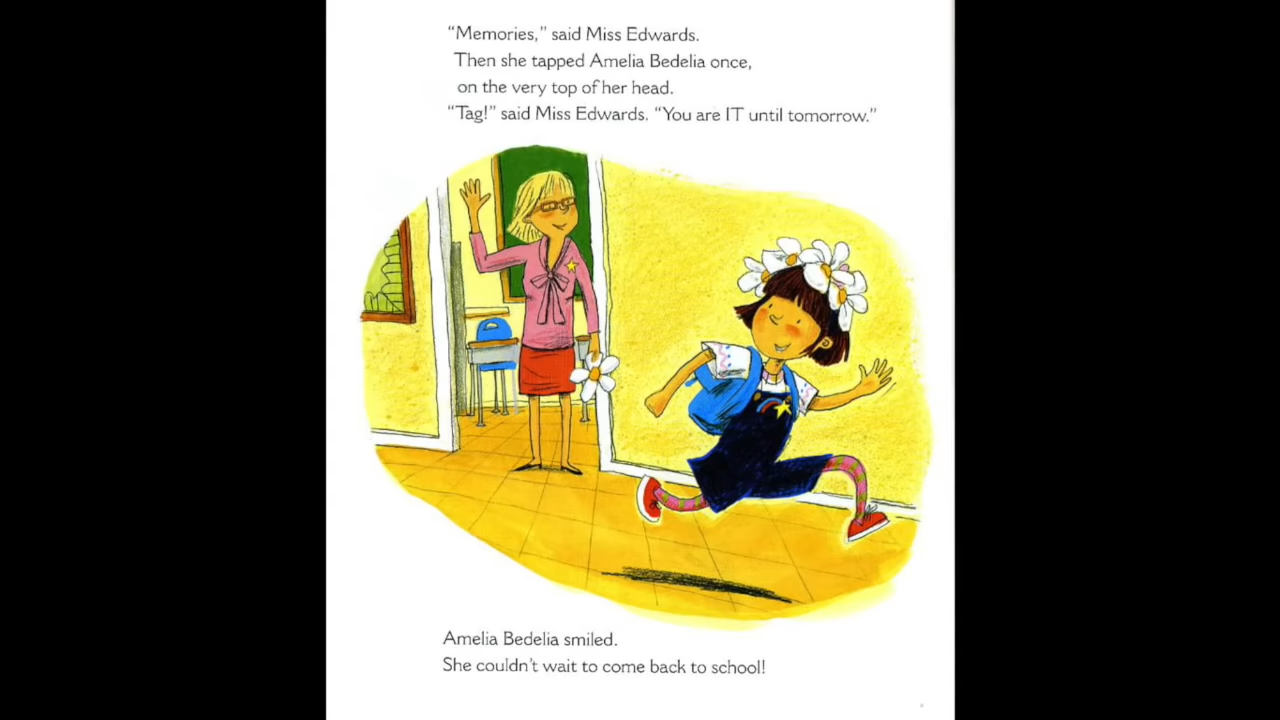 “Memories,” said Miss Edwards.
Then she tapped Amelia Bedelia once,
on the very top of her head.
“Tag!” said Miss Edwards. “You are IT until tomorrow.”
Amelia Bedelia smiled.
She couldn’t wait to come back to school!